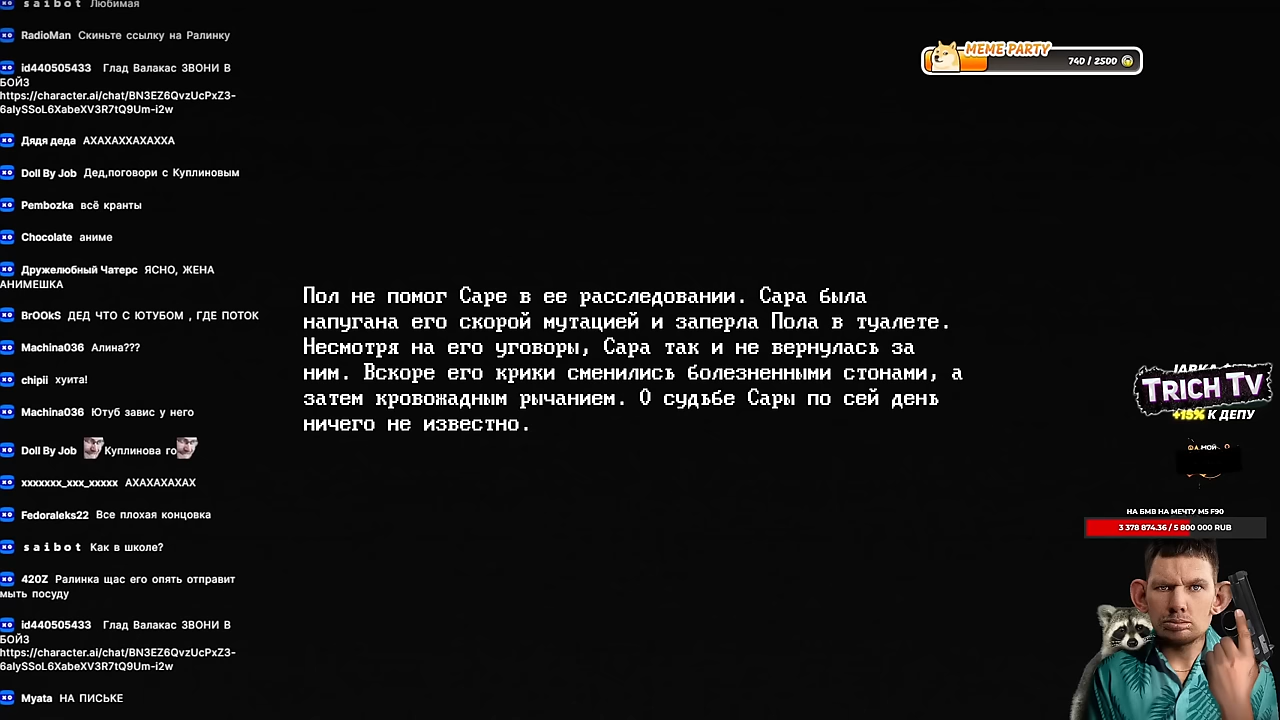 s a i b o t Любимая
RadioMan Скиньте ссылку на Ралинку
id440505433 Глад Валакас ЗВОНИ В
БОЙЗ
https://character.ai/chat/BN3EZ6QvzUcPxZ3-
6alySSoL6XabeXV3R7tQ9Um-i2w
Дядя деда АХАХАХХАХАХХА
Doll By Job Дед,поговори с Куплиновым
Pembozka всё кранты
Chocolate аниме
Дружелюбный Чатерс ЯСНО, ЖЕНА
АНИМЕШКА
BrOOkS ДЕД ЧТО С ЮТУБОМ , ГДЕ ПОТОК
Machina036 Алина???
chipii хуита!
Machina036 Ютуб завис у него
Doll By Job Куплинова го
xxxxxxx_xxx_xxxxx АХАХАХАХАХ
Fedoraleks22 Все плохая концовка
s a i b o t Как в школе?
420Z Ралинка щас его опять отправит
мыть посуду
id440505433 Глад Валакас ЗВОНИ В
БОЙЗ
https://character.ai/chat/BN3EZ6QvzUcPxZ3-
6alySSoL6XabeXV3R7tQ9Um-i2w
Myata НА ПИСЬКЕ
Пол не помог Саре в ее расследовании. Сара была
напугана его скорой мутацией и заперла Пола в туалете.
Несмотря на его уговоры, Сара так и не вернулась за
ним. Вскоре его крики сменились болезненными стонами, а
затем кровожадным рычанием. О судьбе Сары по сей день
ничего не известно.
MEME PARTY
740 / 2500
TRICH TV
+15% К ДЕПУ
НА БМВ НА МЕЧТУ M5 F90
3 378 874.36 / 5 800 000 RUB